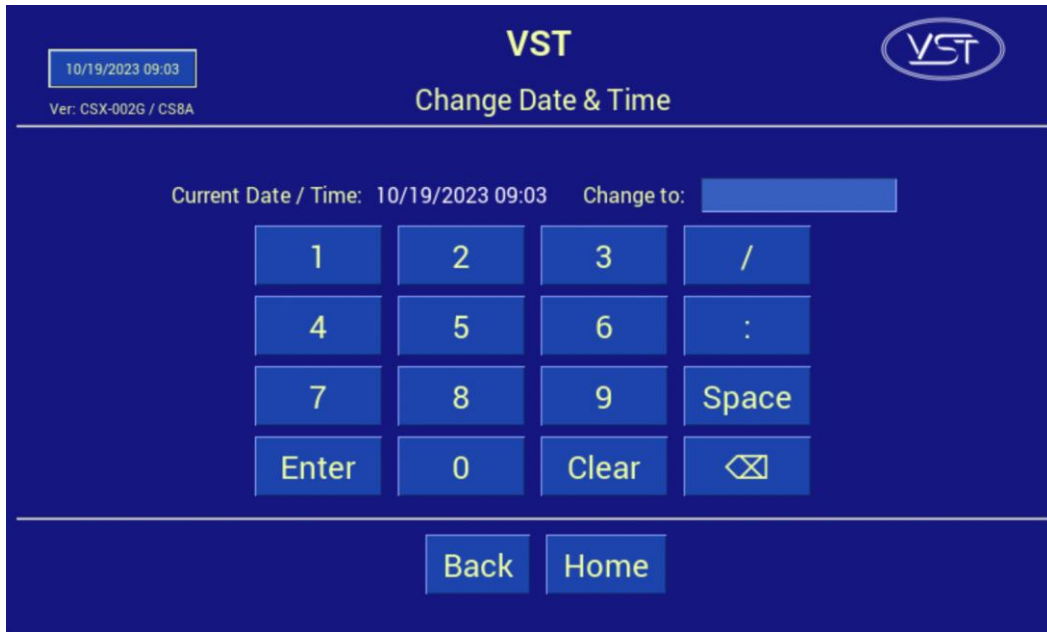 VST
10/19/2023 09:03
VST
Change Date & Time
Ver: CSX-002G / CS8A
Current Date / Time: 10/19/2023 09:03 Change to:
1 2 3 /
4 5 6 :
7 8 9 Space
Enter 0 Clear ⌫
Back Home